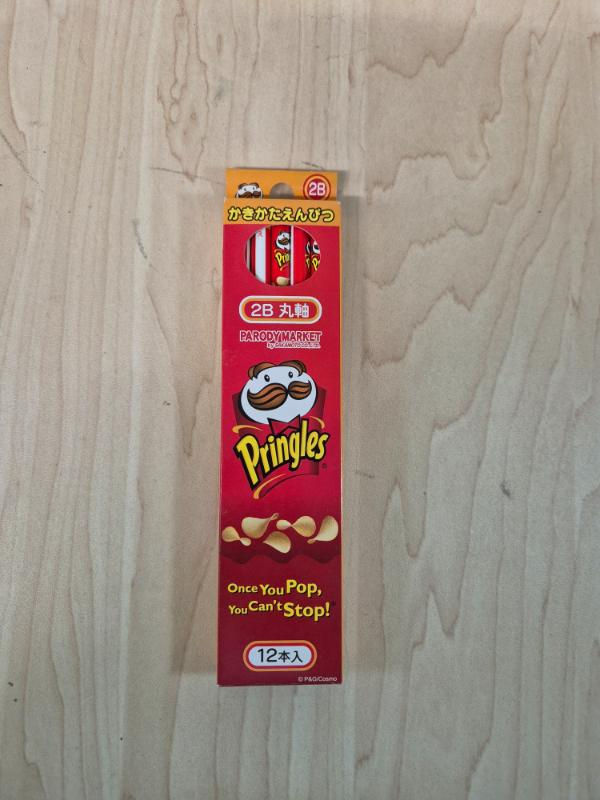 2B
かきかたえんぴつ
Pringles
2B 丸軸
PARODY MARKET
Pringles
Once You Pop,
You Can't Stop!
12本入
© P&G/Cosmo